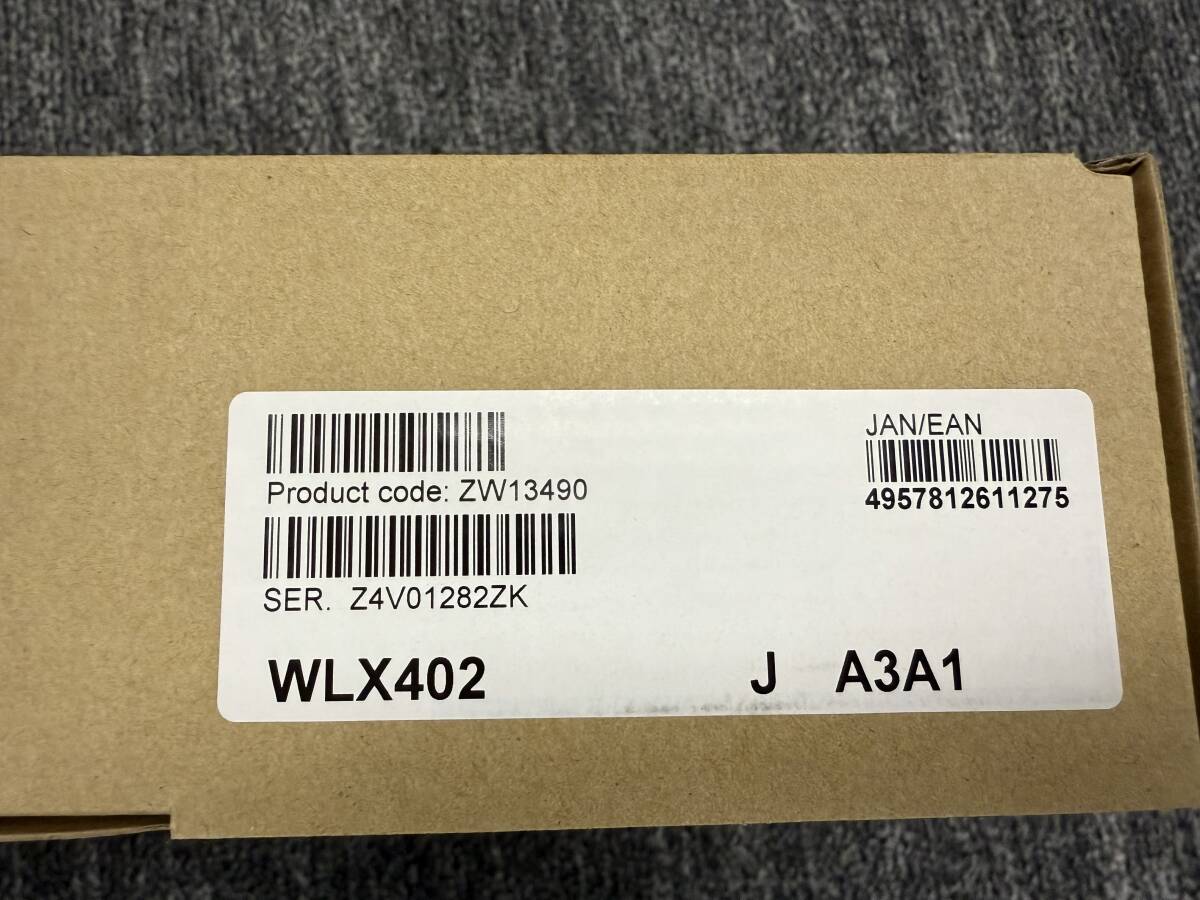 Product code: ZW13490
SER. Z4V01282ZK
JAN/EAN
4957812611275
WLX402 J A3A1